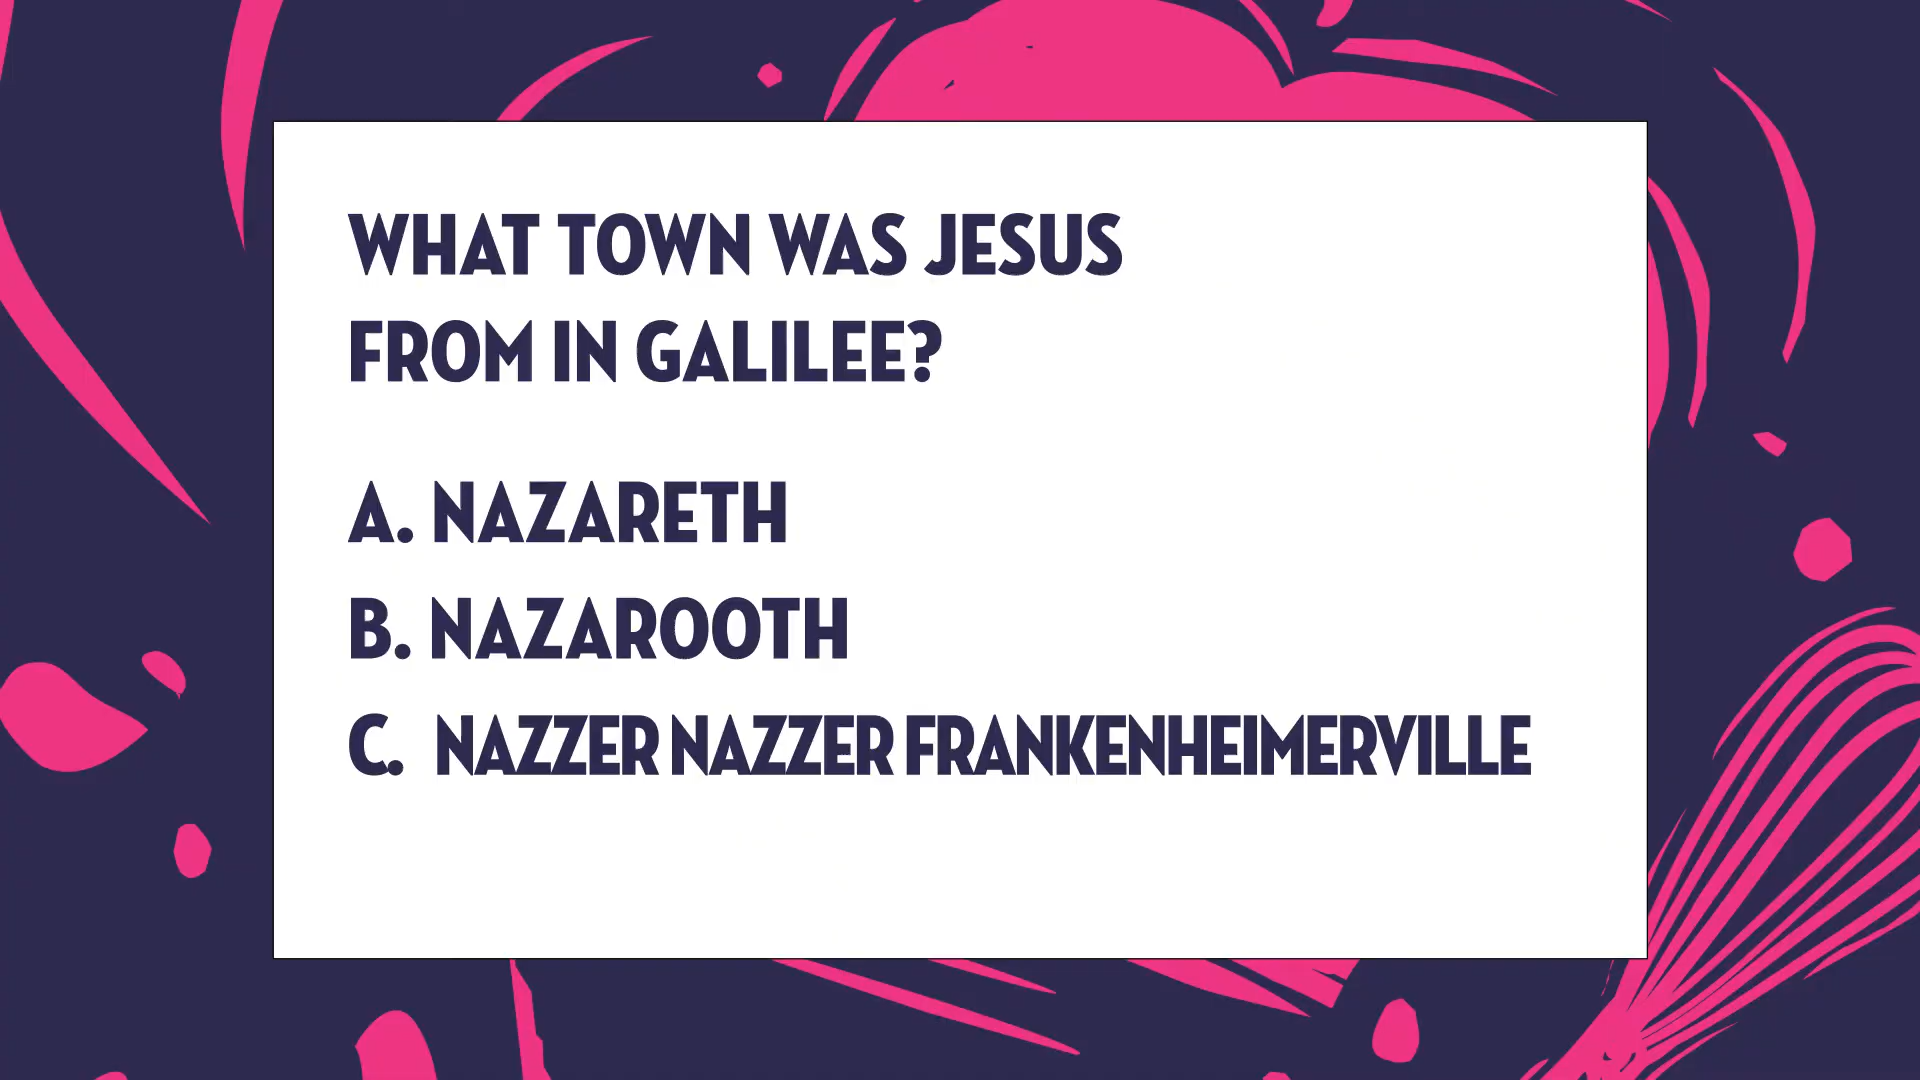 WHAT TOWN WAS JESUS
FROM IN GALILEE?
A. NAZARETH
B. NAZAROOTH
C. NAZZER NAZZER FRANKENHEIMERVILLE